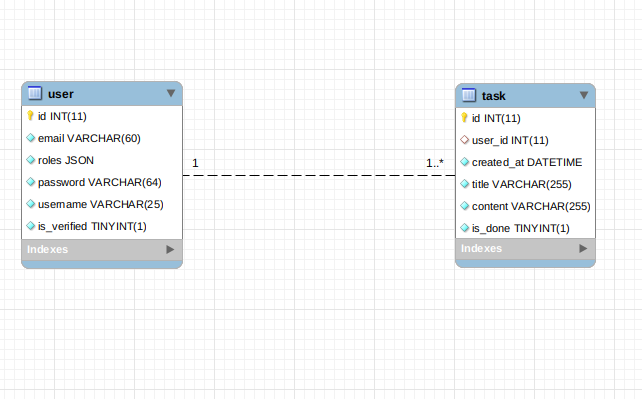 user
id INT(11)
email VARCHAR(60)
roles JSON
password VARCHAR(64)
username VARCHAR(25)
is_verified TINYINT(1)
Indexes
1
1..*
task
id INT(11)
user_id INT(11)
created_at DATETIME
title VARCHAR(255)
content VARCHAR(255)
is_done TINYINT(1)
Indexes